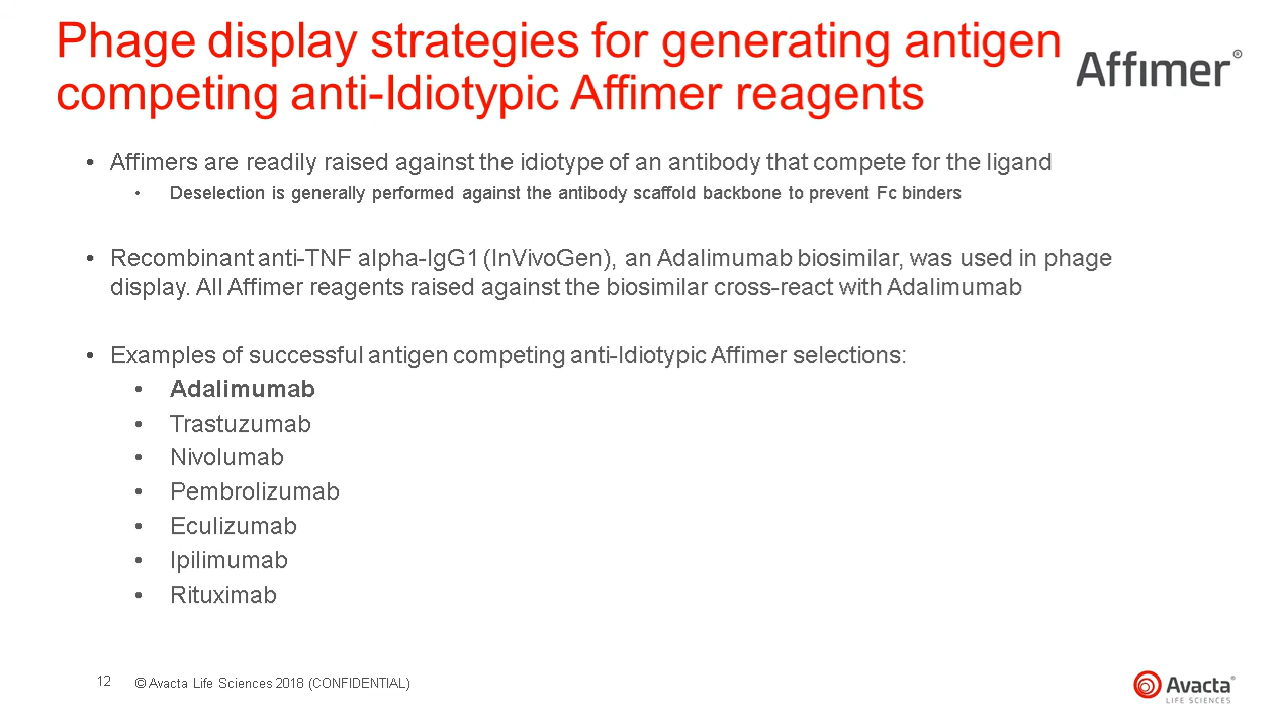 Phage display strategies for generating antigen
competing anti-Idiotypic Affimer reagents
Affimer®
• Affimers are readily raised against the idiotype of an antibody that compete for the ligand
• Deselection is generally performed against the antibody scaffold backbone to prevent Fc binders
• Recombinant anti-TNF alpha-IgG1 (InVivoGen), an Adalimumab biosimilar, was used in phage
display. All Affimer reagents raised against the biosimilar cross-react with Adalimumab
• Examples of successful antigen competing anti-Idiotypic Affimer selections:
• Adalimumab
• Trastuzumab
• Nivolumab
• Pembrolizumab
• Eculizumab
• Ipilimumab
• Rituximab
12 © Avacta Life Sciences 2018 (CONFIDENTIAL)
Avacta®
LIFE SCIENCES